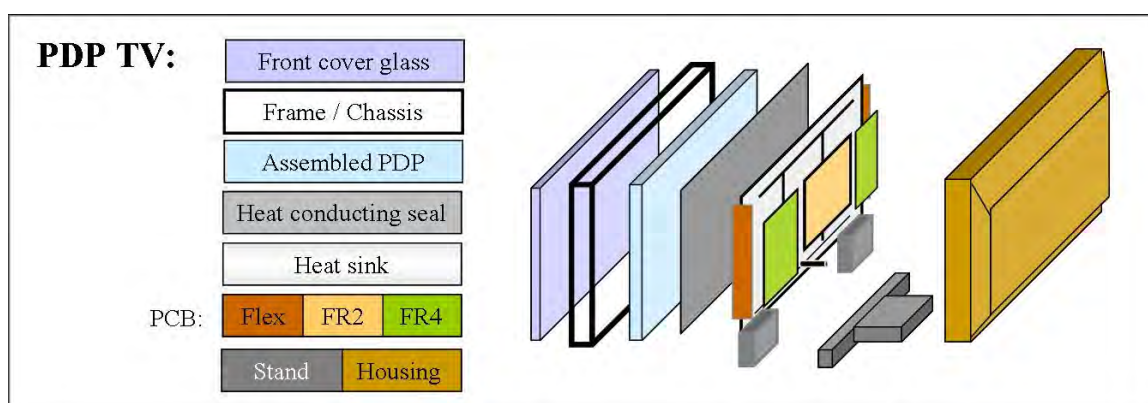 PDP TV:
Front cover glass
Frame / Chassis
Assembled PDP
Heat conducting seal
Heat sink
PCB: Flex FR2 FR4
Stand Housing